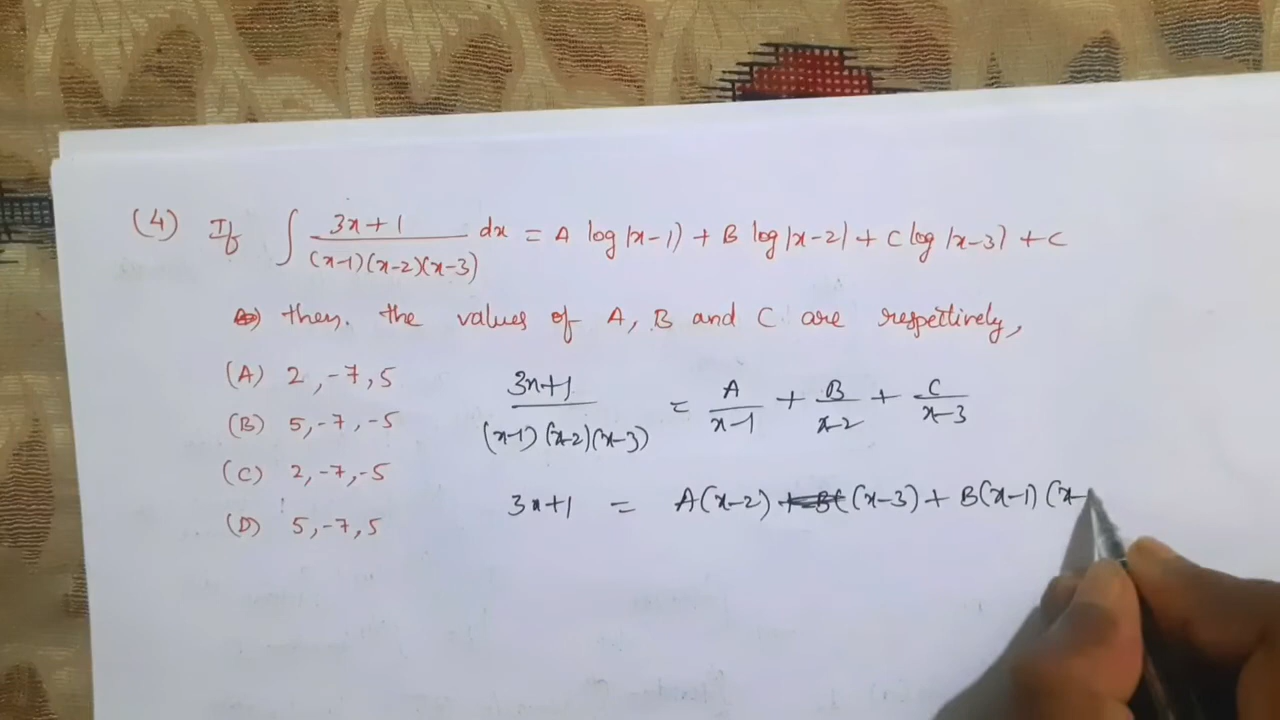 (4) If ∫ 3x+1 / (x-1)(x-2)(x-3) dx = A log|x-1) + B log|x-2| + C log|x-3| + C
then. the values of A, B and C are respectively,
(A) 2, -7, 5
3x+1 / (x-1)(x-2)(x-3) = A/x-1 + B/x-2 + C/x-3
(B) 5, -7, -5
(C) 2, -7, -5
3x+1 = A(x-2) (x-3) + B(x-1) (x-
(D) 5, -7, 5